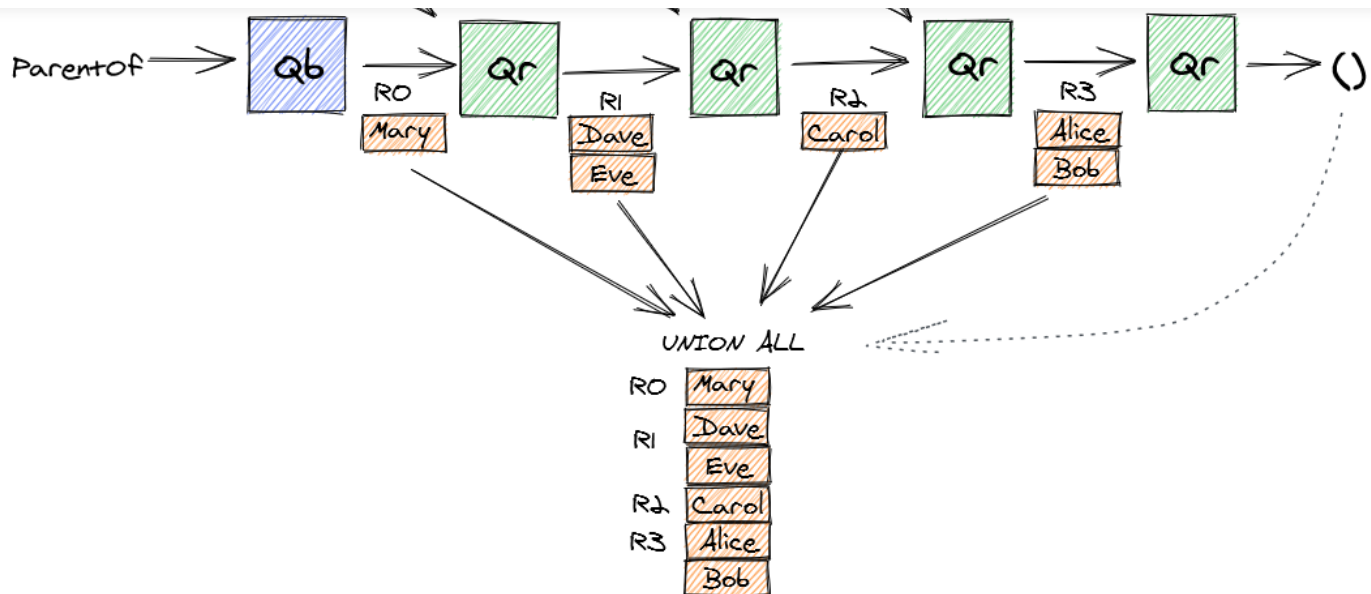 ParentOf
Qb
Qr
Qr
Qr
Qr
()
R0
R1
R2
R3
Mary
Dave
Carol
Alice
Eve
Bob
UNION ALL
R0
Mary
Dave
R1
Eve
R2
Carol
R3
Alice
Bob